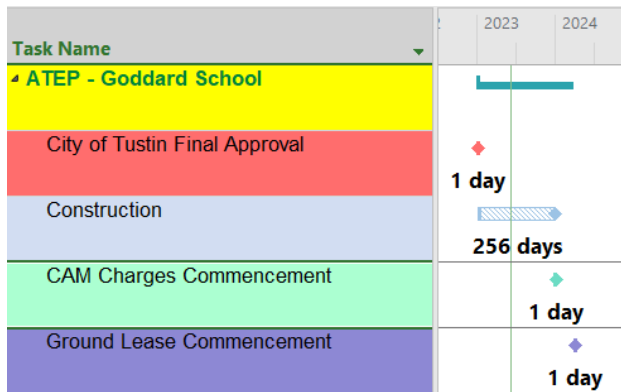 2023 2024
Task Name
ATEP - Goddard School
City of Tustin Final Approval
1 day
Construction
256 days
CAM Charges Commencement
1 day
Ground Lease Commencement
1 day